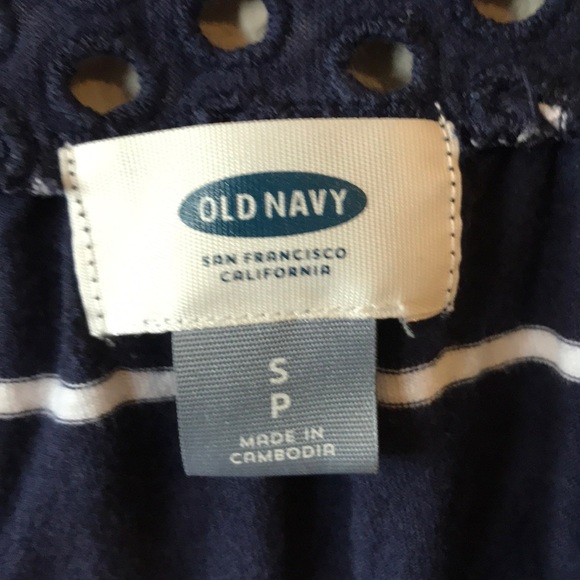 OLD NAVY
SAN FRANCISCO
CALIFORNIA
S
P
MADE IN
CAMBODIA